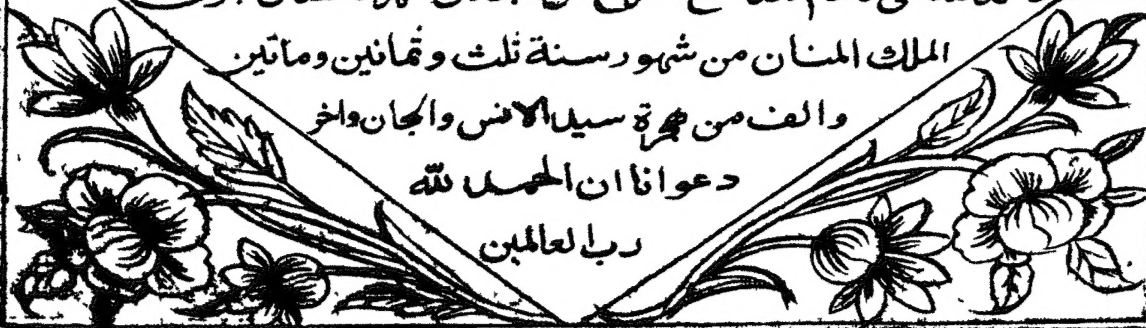 الملك المنان من شهور سنة ثلث وثمانين وماتين
والف من هجرة سيد الانس والجان واخر
دعوانا ان الحمد لله
رب العالمين